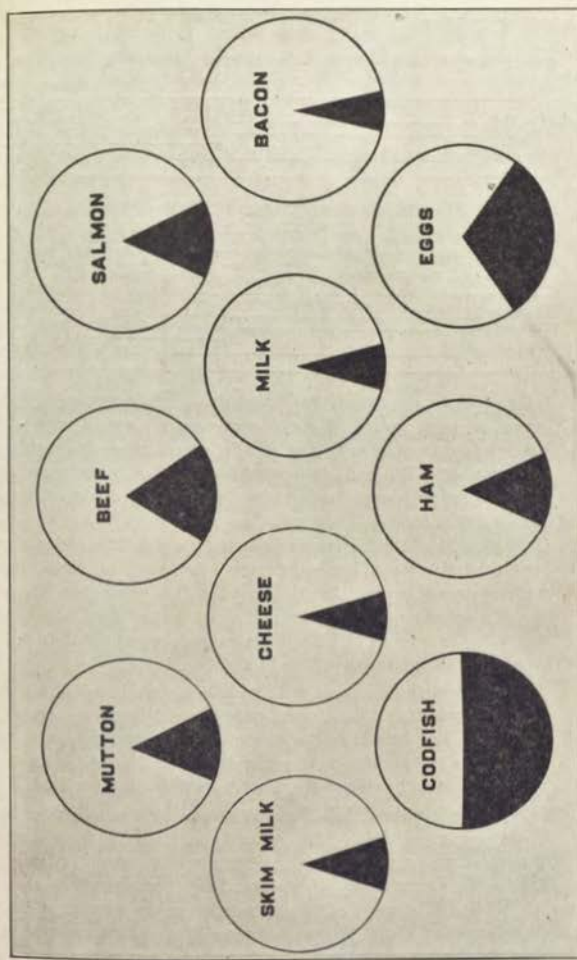 MUTTON
BEEF
SALMON
SKIM MILK
CHEESE
MILK
BACON
CODFISH
HAM
EGGS